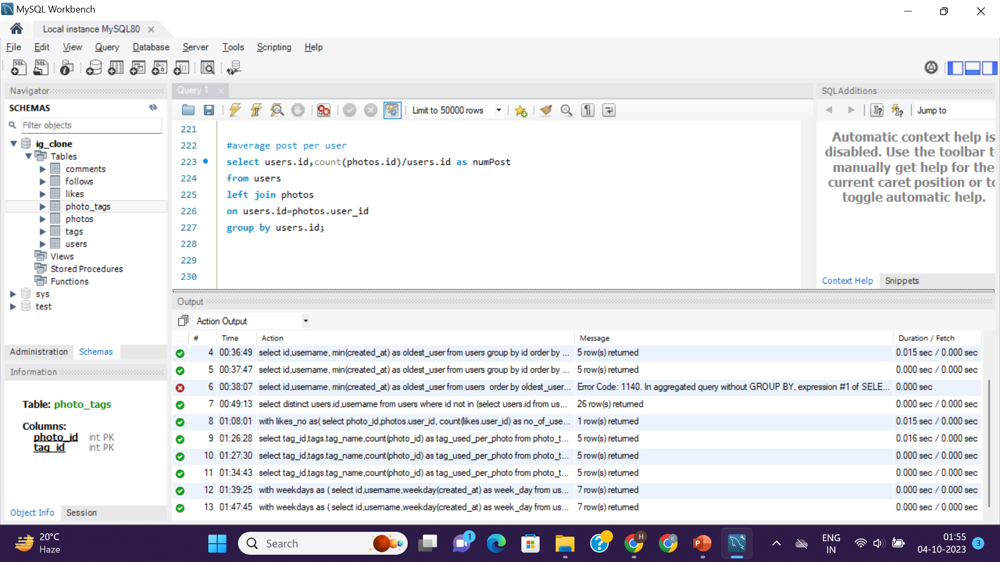 MySQL Workbench
Local instance MySQL80
File Edit View Query Database Server Tools Scripting Help
Navigator
SCHEMAS
Filter objects
ig_clone
Tables
comments
follows
likes
photo_tags
photos
tags
users
Views
Stored Procedures
Functions
sys
test
Administration Schemas
Information
Table: photo_tags
Columns:
photo_id int PK
tag_id int PK
Object Info Session
Query 1
Limit to 50000 rows
221
222 #average post per user
223 select users.id,count(photos.id)/users.id as numPost
224 from users
225 left join photos
226 on users.id=photos.user_id
227 group by users.id;
228
229
230
SQLAdditions
Jump to
Automatic context help is
disabled. Use the toolbar t
manually get help for the
current caret position or to
toggle automatic help.
Context Help Snippets
Output
Action Output
# Time Action Message Duration / Fetch
4 00:36:49 select id,username, min(created_at) as oldest_user from users group by id order by ... 5 row(s) returned 0.015 sec / 0.000 sec
5 00:37:47 select id,username, min(created_at) as oldest_user from users group by id order by ... 5 row(s) returned 0.000 sec / 0.000 sec
6 00:38:07 select id,username, min(created_at) as oldest_user from users order by oldest_user... Error Code: 1140. In aggregated query without GROUP BY, expression #1 of SELE... 0.000 sec
7 00:49:13 select distinct users.id,username from users where id not in (select users.id from us... 26 row(s) returned 0.000 sec / 0.000 sec
8 01:08:01 with likes_no as( select photo_id,photos.user_id, count(likes.user_id) as no_of_use... 1 row(s) returned 0.015 sec / 0.000 sec
9 01:26:28 select tag_id,tags.tag_name,count(photo_id) as tag_used_per_photo from photo_t... 5 row(s) returned 0.016 sec / 0.000 sec
10 01:27:30 select tag_id,tags.tag_name,count(photo_id) as tag_used_per_photo from photo_t... 5 row(s) returned 0.000 sec / 0.000 sec
11 01:34:43 select tag_id,tags.tag_name,count(photo_id) as tag_used_per_photo from photo_t... 5 row(s) returned 0.000 sec / 0.000 sec
12 01:39:25 with weekdays as ( select id,username,weekday(created_at) as week_day from us... 7 row(s) returned 0.000 sec / 0.000 sec
13 01:47:45 with weekdays as ( select id,username,weekday(created_at) as week_day from us... 7 row(s) returned 0.000 sec / 0.000 sec
20°C
Haze
Search
1
H
K
P
ENG
IN
01:55
04-10-2023
3